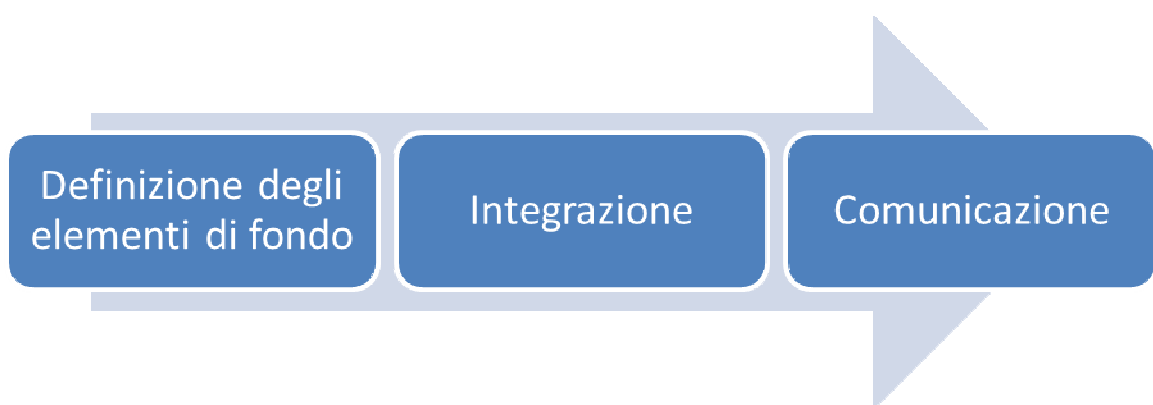 Definizione degli
elementi di fondo
Integrazione
Comunicazione